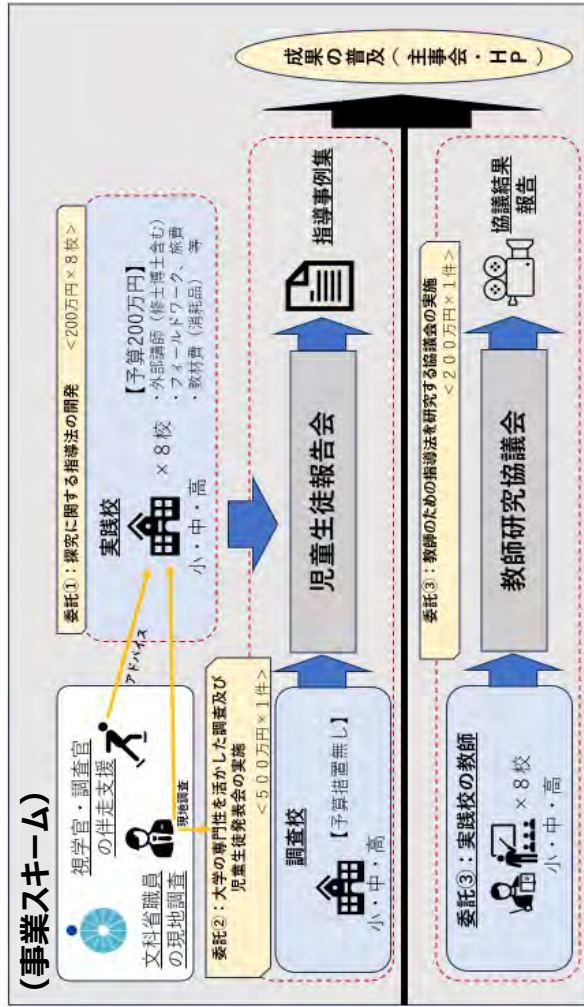 (事業スキーム)
視学官・調査官
の伴走支援
文科省職員
の現地調査
アドバイス
現地調査
委託①:探究に関する指導法の開発 <200万円×8校>
実践校
×8校
小・中・高
【予算200万円】
・外部講師(修士博士含む)
・フィールドワーク、旅費
・教材費(消耗品) 等
委託②:大学の専門性を活かした調査及び
児童生徒発表会の実施
<500万円×1件>
調査校
【予算措置無し】
小・中・高
児童生徒報告会
指導事例集
委託③:教師のための指導法を研究する協議会の実施
<200万円×1件>
委託③:実践校の教師
×8校
小・中・高
教師研究協議会
協議結果
報告
成果の普及(主事会・HP)